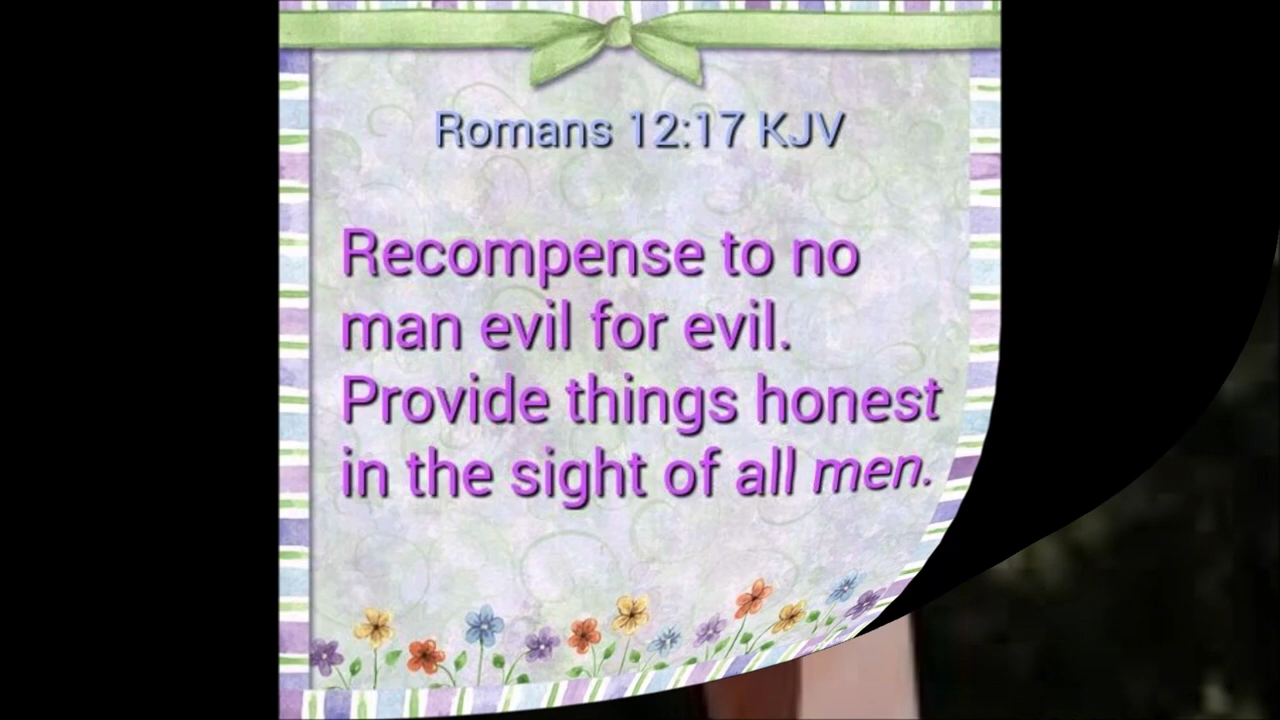 Romans 12:17 KJV
Recompense to no
man evil for evil.
Provide things honest
in the sight of all men.